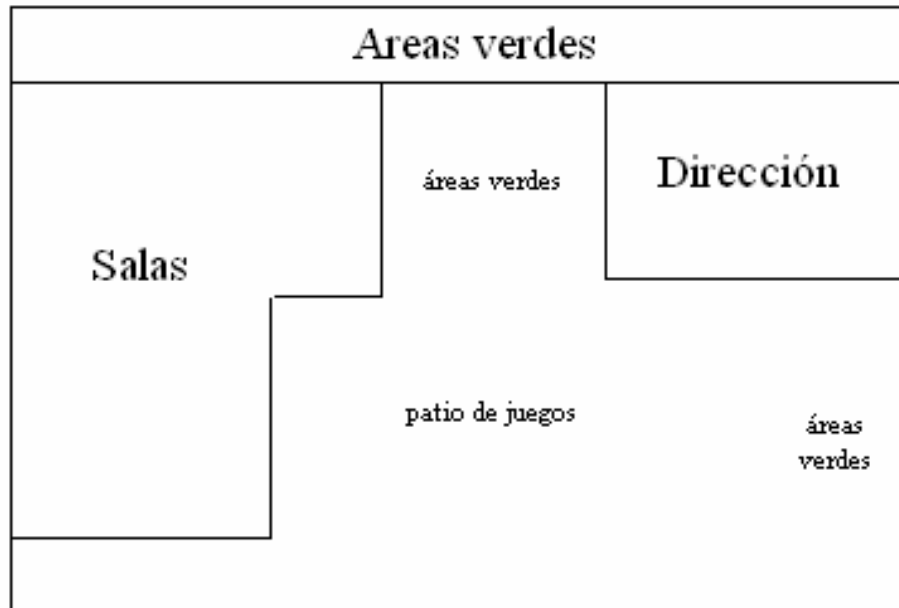 Areas verdes
áreas verdes
Dirección
Salas
patio de juegos
áreas
verdes